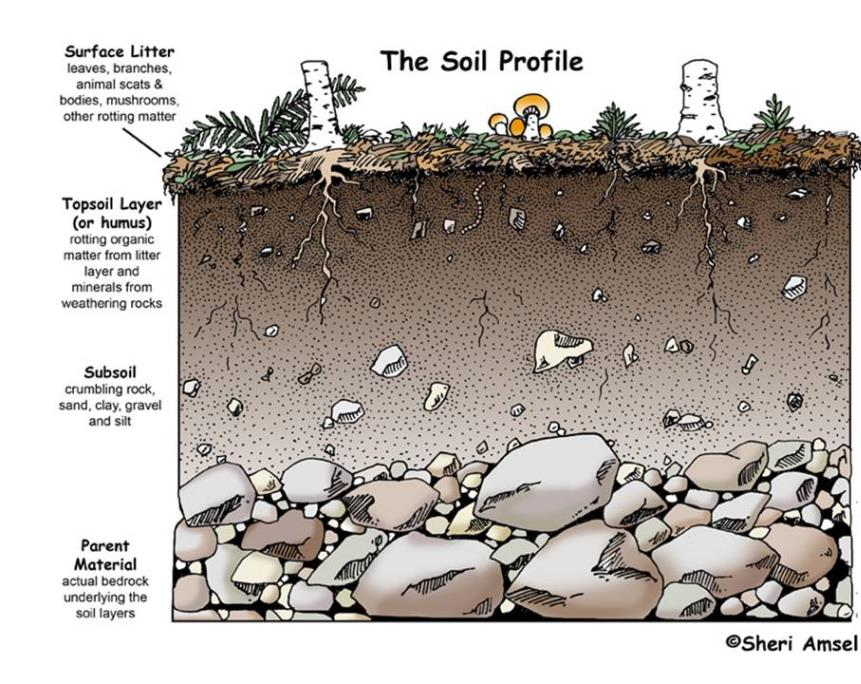 The Soil Profile
Surface Litter
leaves, branches,
animal scats &
bodies, mushrooms,
other rotting matter
Topsoil Layer
(or humus)
rotting organic
matter from litter
layer and
minerals from
weathering rocks
Subsoil
crumbling rock,
sand, clay, gravel
and silt
Parent
Material
actual bedrock
underlying the
soil layers
©Sheri Amsel